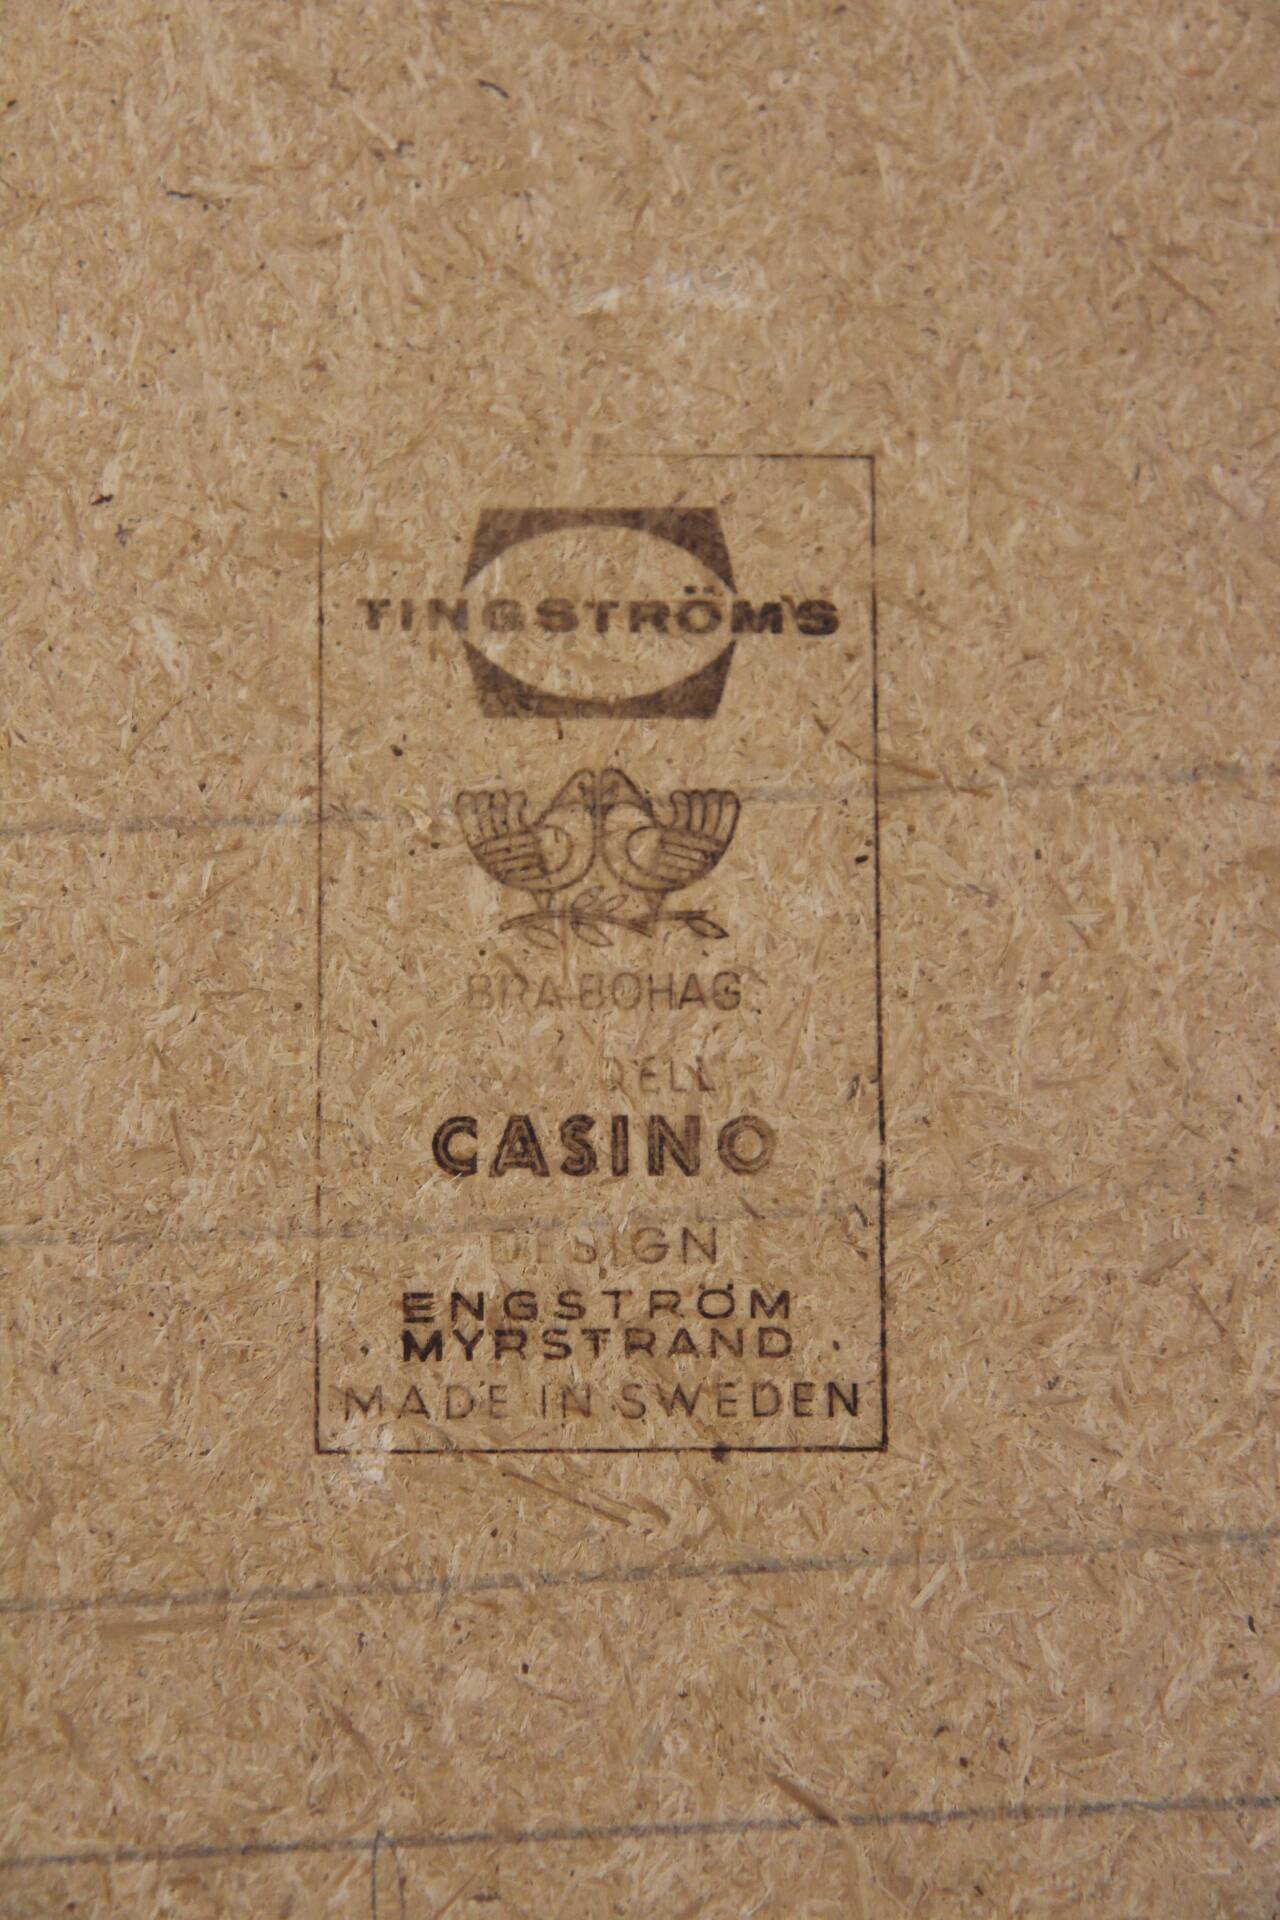 TINGSTRÖM'S
BRA BOHAG
CASINO
DESIGN
ENGSTRÖM
· MYRSTRAND ·
MADE IN SWEDEN